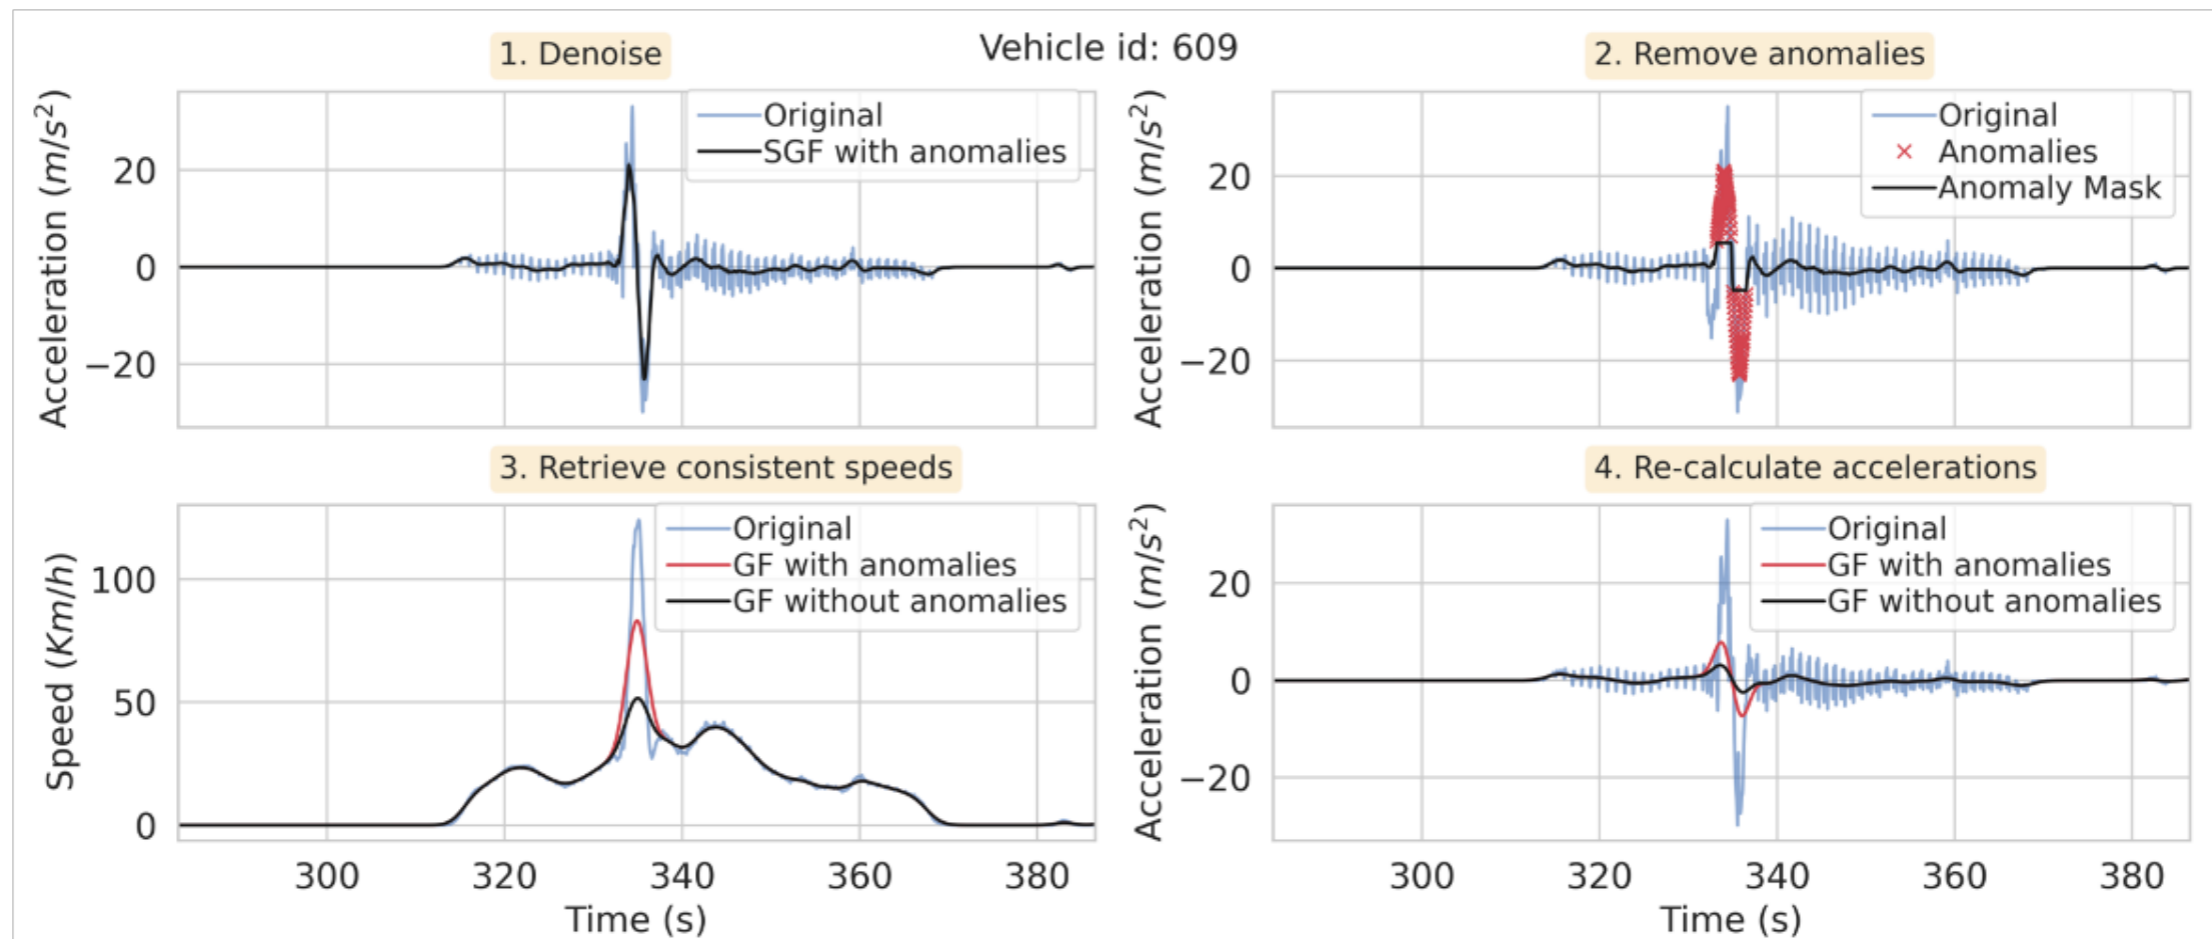 Vehicle id: 609
1. Denoise
Acceleration (m/s²)
20
0
−20
Original
SGF with anomalies
2. Remove anomalies
Acceleration (m/s²)
20
0
−20
Original
Anomalies
Anomaly Mask
3. Retrieve consistent speeds
Speed (Km/h)
100
50
0
Original
GF with anomalies
GF without anomalies
300 320 340 360 380
Time (s)
4. Re-calculate accelerations
Acceleration (m/s²)
20
0
−20
Original
GF with anomalies
GF without anomalies
300 320 340 360 380
Time (s)